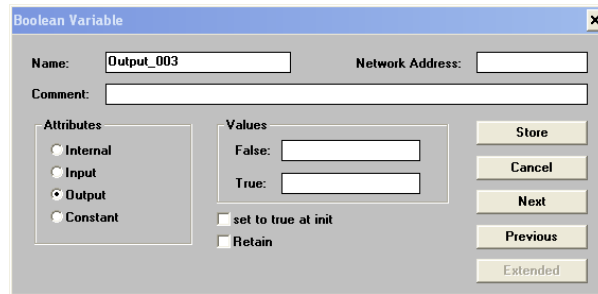 Boolean Variable
Name: Output_003 Network Address:
Comment:
Attributes
Internal
Input
Output
Constant
Values
False:
True:
set to true at init
Retain
Store
Cancel
Next
Previous
Extended